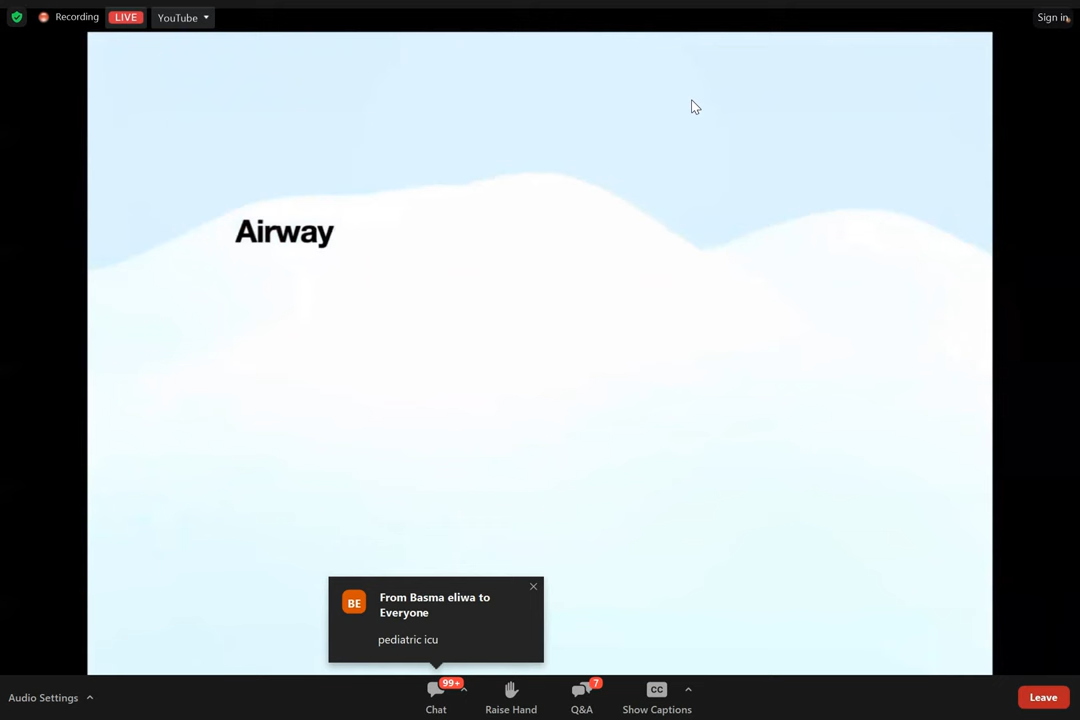 Recording
LIVE
YouTube
Sign in
Airway
BE
From Basma eliwa to
Everyone
pediatric icu
Audio Settings
99+
Chat
Raise Hand
7
Q&A
CC
Show Captions
Leave